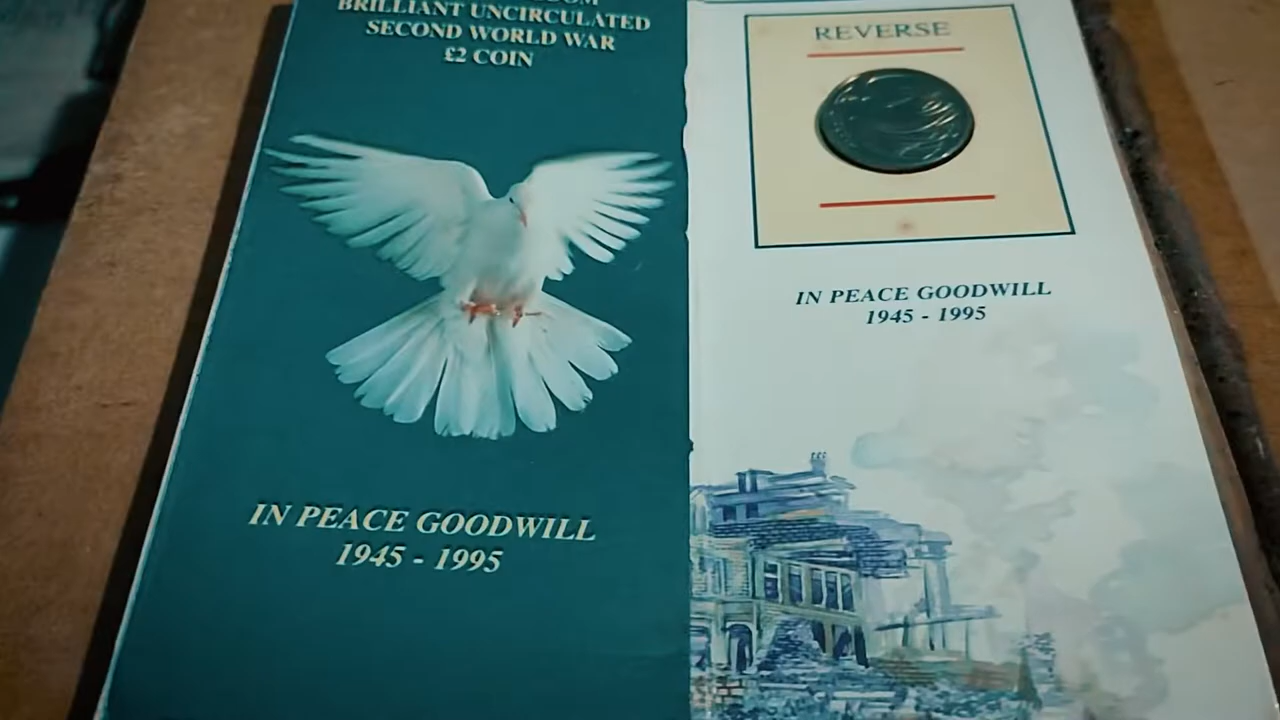 BRILLIANT UNCIRCULATED
SECOND WORLD WAR
£2 COIN
IN PEACE GOODWILL
1945 - 1995
REVERSE
IN PEACE GOODWILL
1945 - 1995